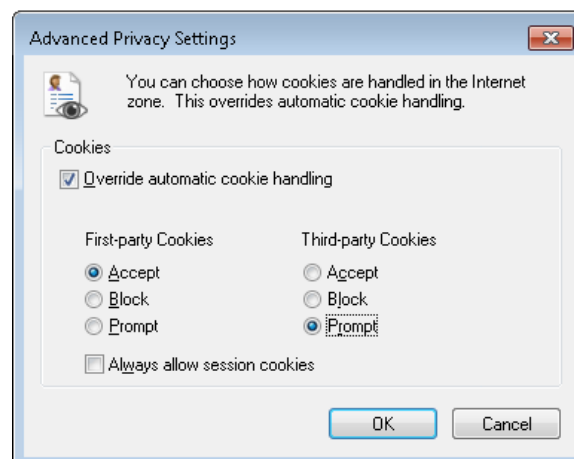 Advanced Privacy Settings
You can choose how cookies are handled in the Internet
zone. This overrides automatic cookie handling.
Cookies
Override automatic cookie handling
First-party Cookies
Third-party Cookies
Accept
Accept
Block
Block
Prompt
Prompt
Always allow session cookies
OK
Cancel